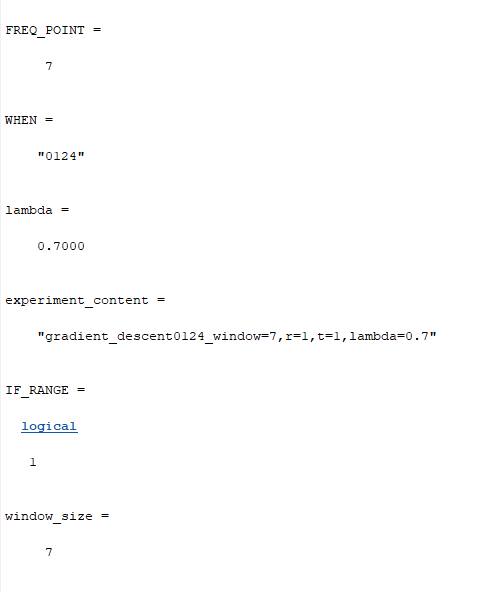 FREQ_POINT =
7
WHEN =
"0124"
lambda =
0.7000
experiment_content =
"gradient_descent0124_window=7,r=1,t=1,lambda=0.7"
IF_RANGE =
logical
1
window_size =
7